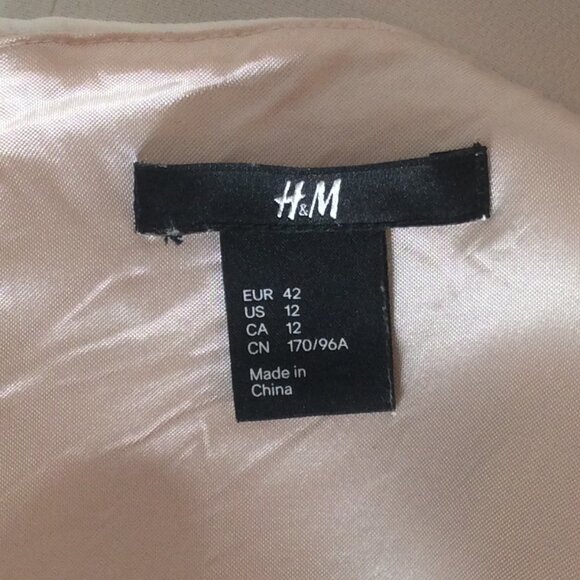 H&M
EUR 42
US 12
CA 12
CN 170/96A
Made in
China